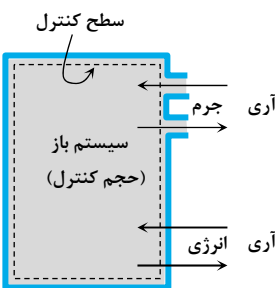 سطح کنترل
آری جرم
سیستم باز
(حجم کنترل)
آری انرژی